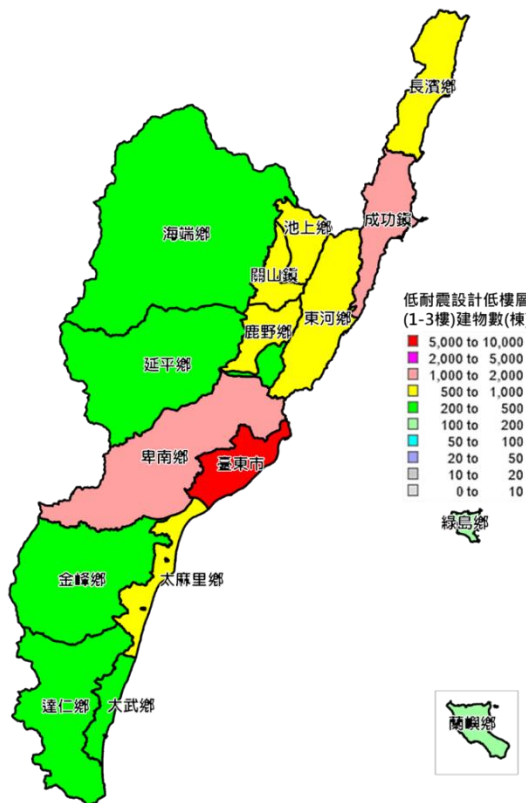 長濱鄉
成功鎮
海端鄉
池上鄉
關山鎮
鹿野鄉
東河鄉
延平鄉
卑南鄉
臺東市
金峰鄉
太麻里鄉
達仁鄉
大武鄉
低耐震設計低樓層
(1-3樓)建物數(棟
5,000 to 10,000
2,000 to 5,000
1,000 to 2,000
500 to 1,000
200 to 500
100 to 200
50 to 100
20 to 50
10 to 20
0 to 10
綠島鄉
蘭嶼鄉